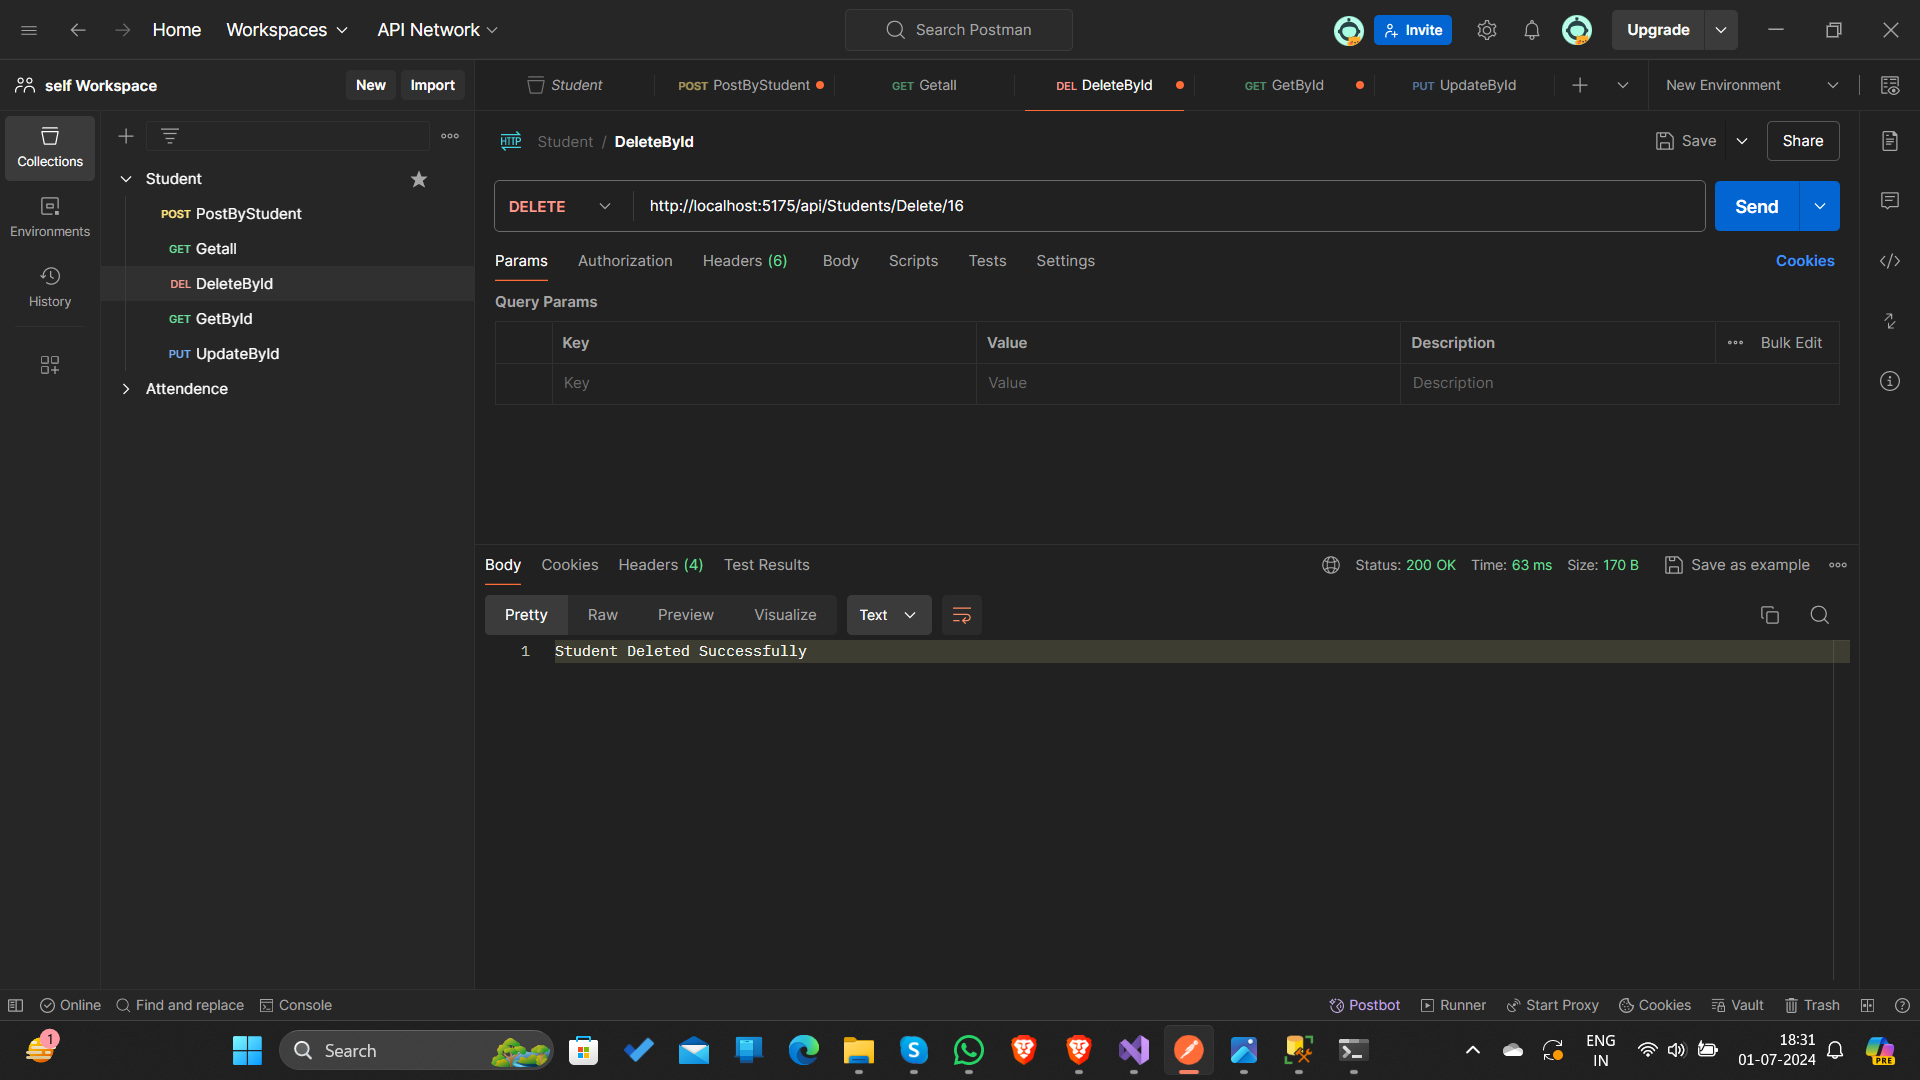 Home Workspaces API Network Search Postman Invite Upgrade
self Workspace New Import Student POST PostByStudent GET Getall DEL DeleteById GET GetById PUT UpdateById New Environment
Collections
Environments
History
Student
POST PostByStudent
GET Getall
DEL DeleteById
GET GetById
PUT UpdateById
Attendence
HTTP Student / DeleteById Save Share
DELETE http://localhost:5175/api/Students/Delete/16 Send
Params Authorization Headers (6) Body Scripts Tests Settings Cookies
Query Params
Key Value Description Bulk Edit
Key Value Description
Body Cookies Headers (4) Test Results Status: 200 OK Time: 63 ms Size: 170 B Save as example
Pretty Raw Preview Visualize Text
1 Student Deleted Successfully
Online Find and replace Console Postbot Runner Start Proxy Cookies Vault Trash
1 Search ENG 18:31
IN 01-07-2024 PRE